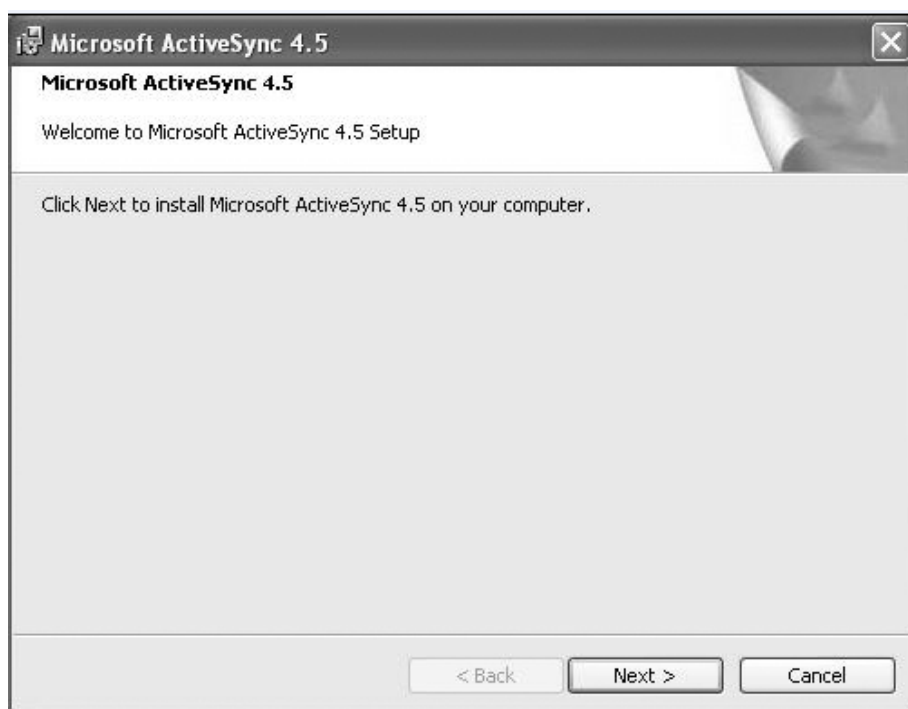 Microsoft ActiveSync 4.5
Microsoft ActiveSync 4.5
Welcome to Microsoft ActiveSync 4.5 Setup
Click Next to install Microsoft ActiveSync 4.5 on your computer.
< Back Next > Cancel